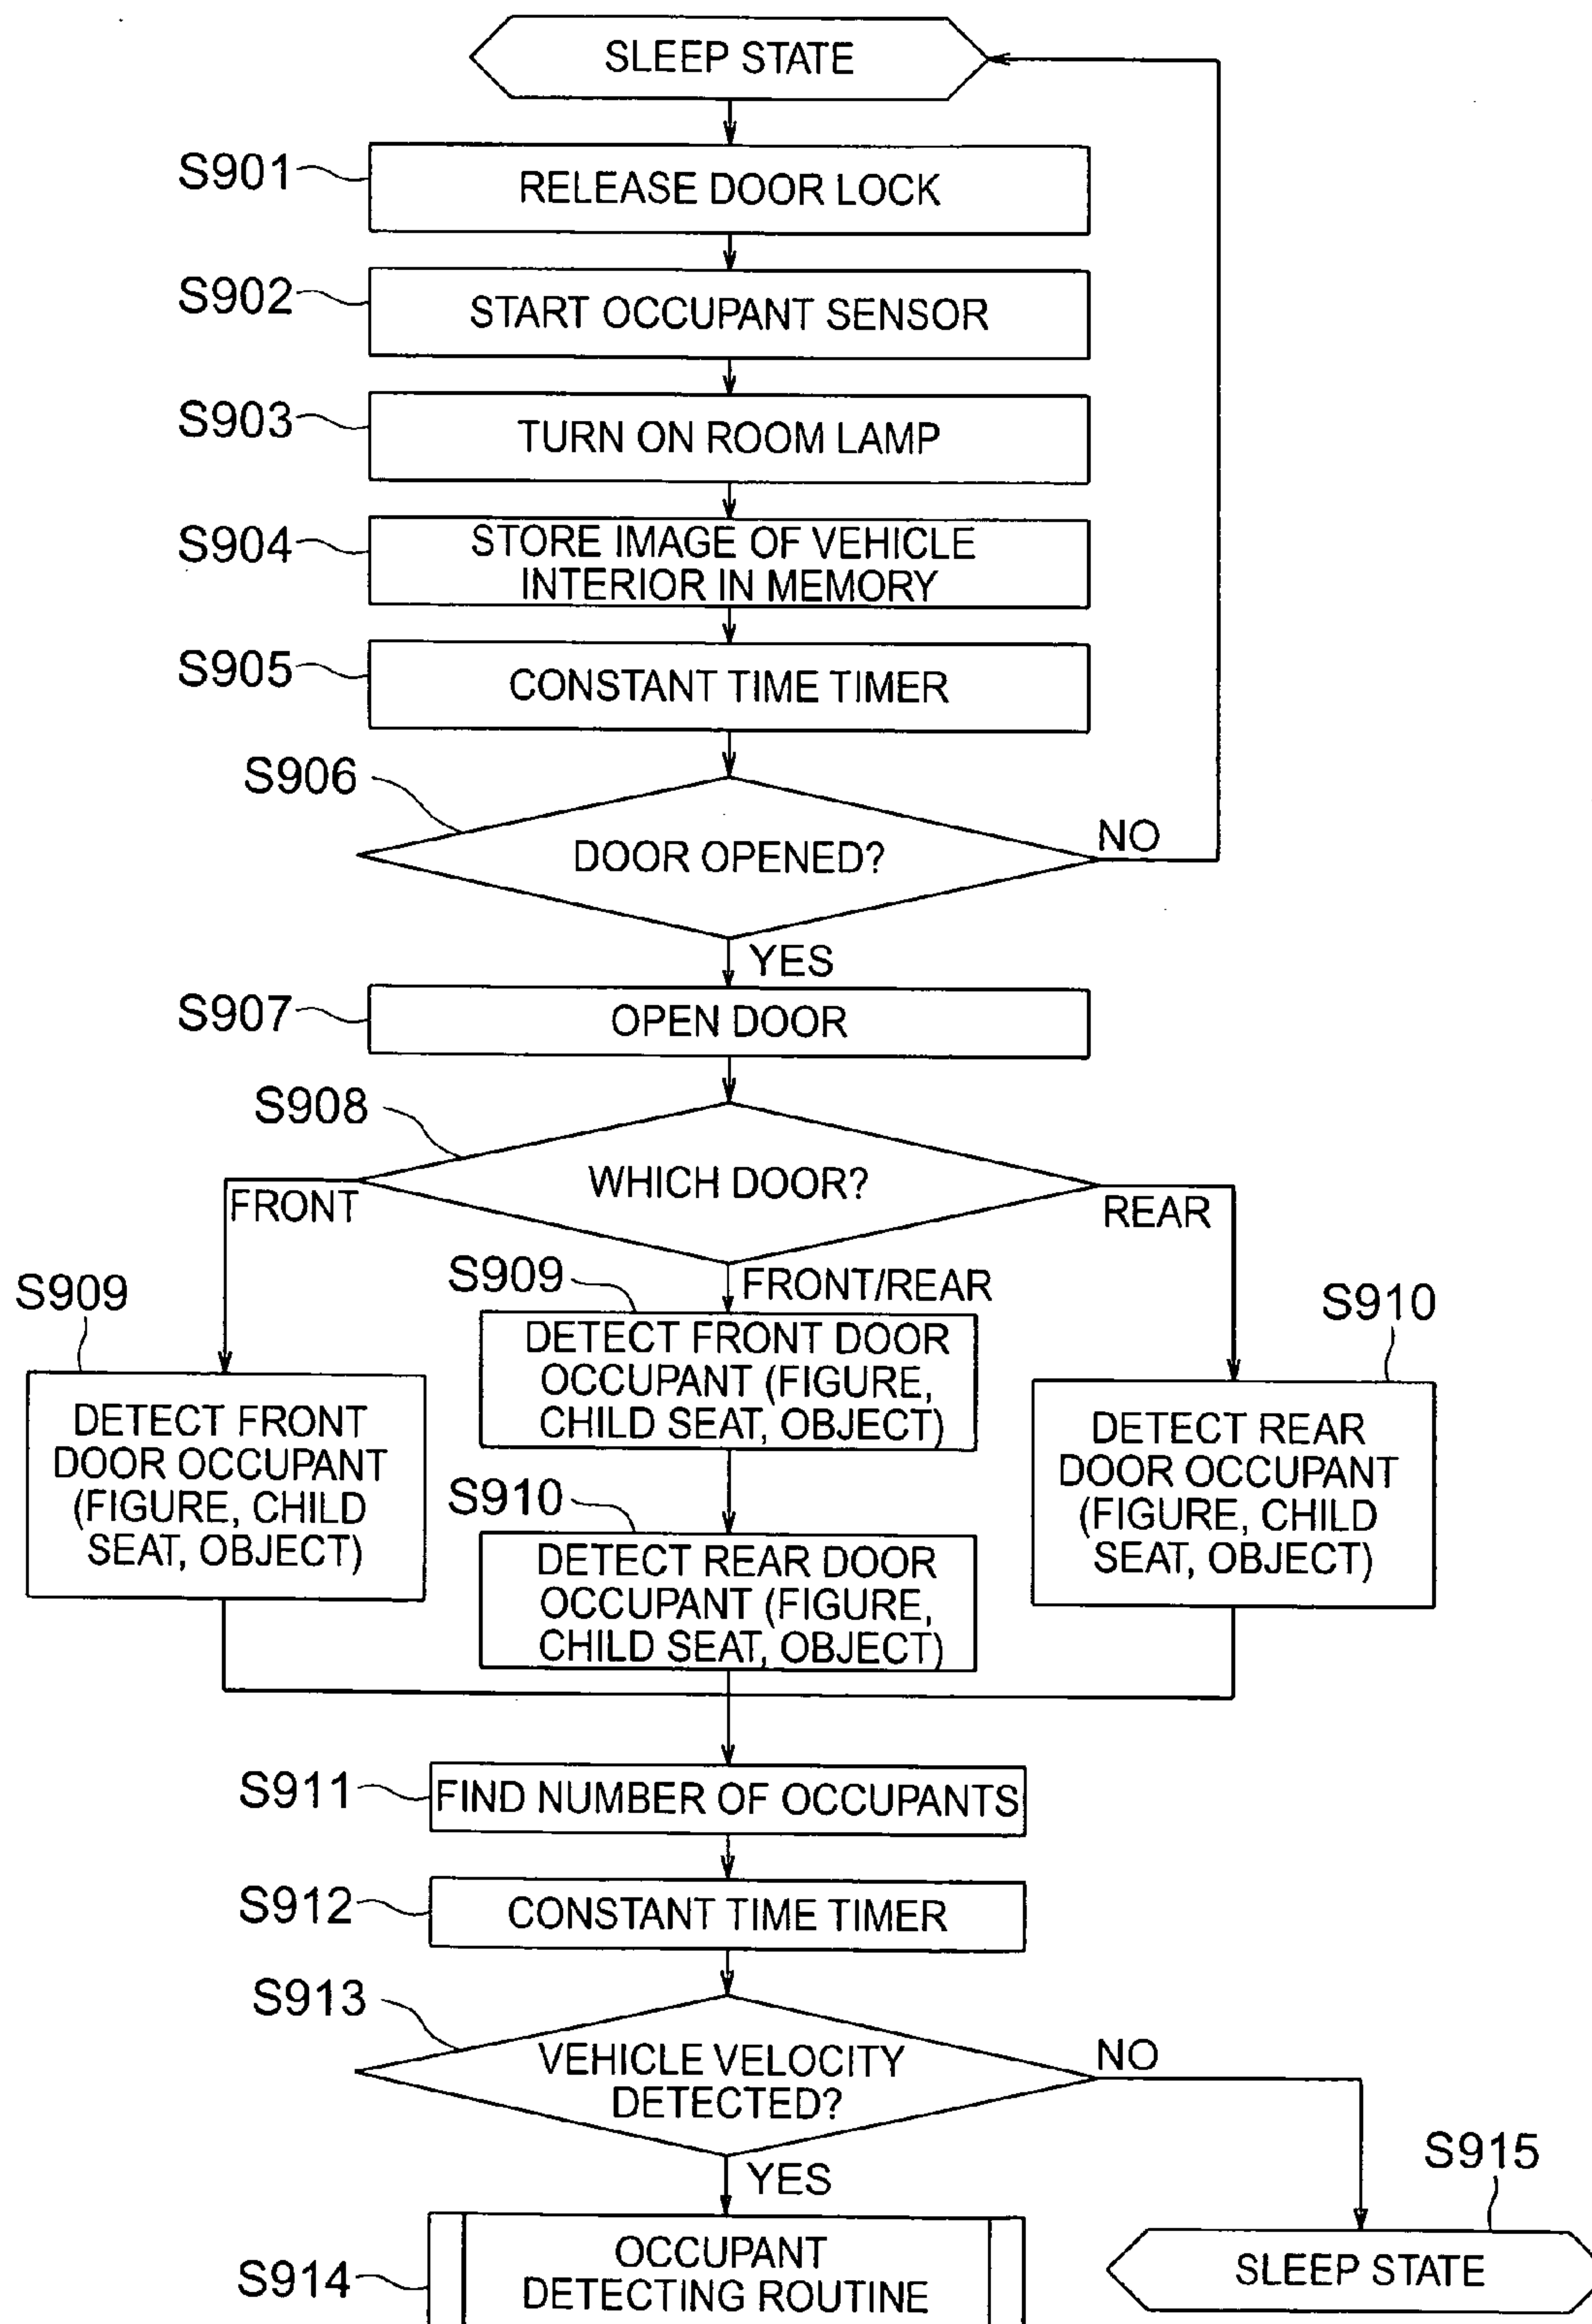 SLEEP STATE
S901
RELEASE DOOR LOCK
S902
START OCCUPANT SENSOR
S903
TURN ON ROOM LAMP
S904
STORE IMAGE OF VEHICLE
INTERIOR IN MEMORY
S905
CONSTANT TIME TIMER
S906
DOOR OPENED?
NO
YES
S907
OPEN DOOR
S908
WHICH DOOR?
FRONT
REAR
FRONT/REAR
S909
DETECT FRONT
DOOR OCCUPANT
(FIGURE, CHILD
SEAT, OBJECT)
S909
DETECT FRONT DOOR
OCCUPANT (FIGURE,
CHILD SEAT, OBJECT)
S910
DETECT REAR DOOR
OCCUPANT (FIGURE,
CHILD SEAT, OBJECT)
S910
DETECT REAR
DOOR OCCUPANT
(FIGURE, CHILD
SEAT, OBJECT)
S911
FIND NUMBER OF OCCUPANTS
S912
CONSTANT TIME TIMER
S913
VEHICLE VELOCITY
DETECTED?
NO
YES
S914
OCCUPANT
DETECTING ROUTINE
S915
SLEEP STATE